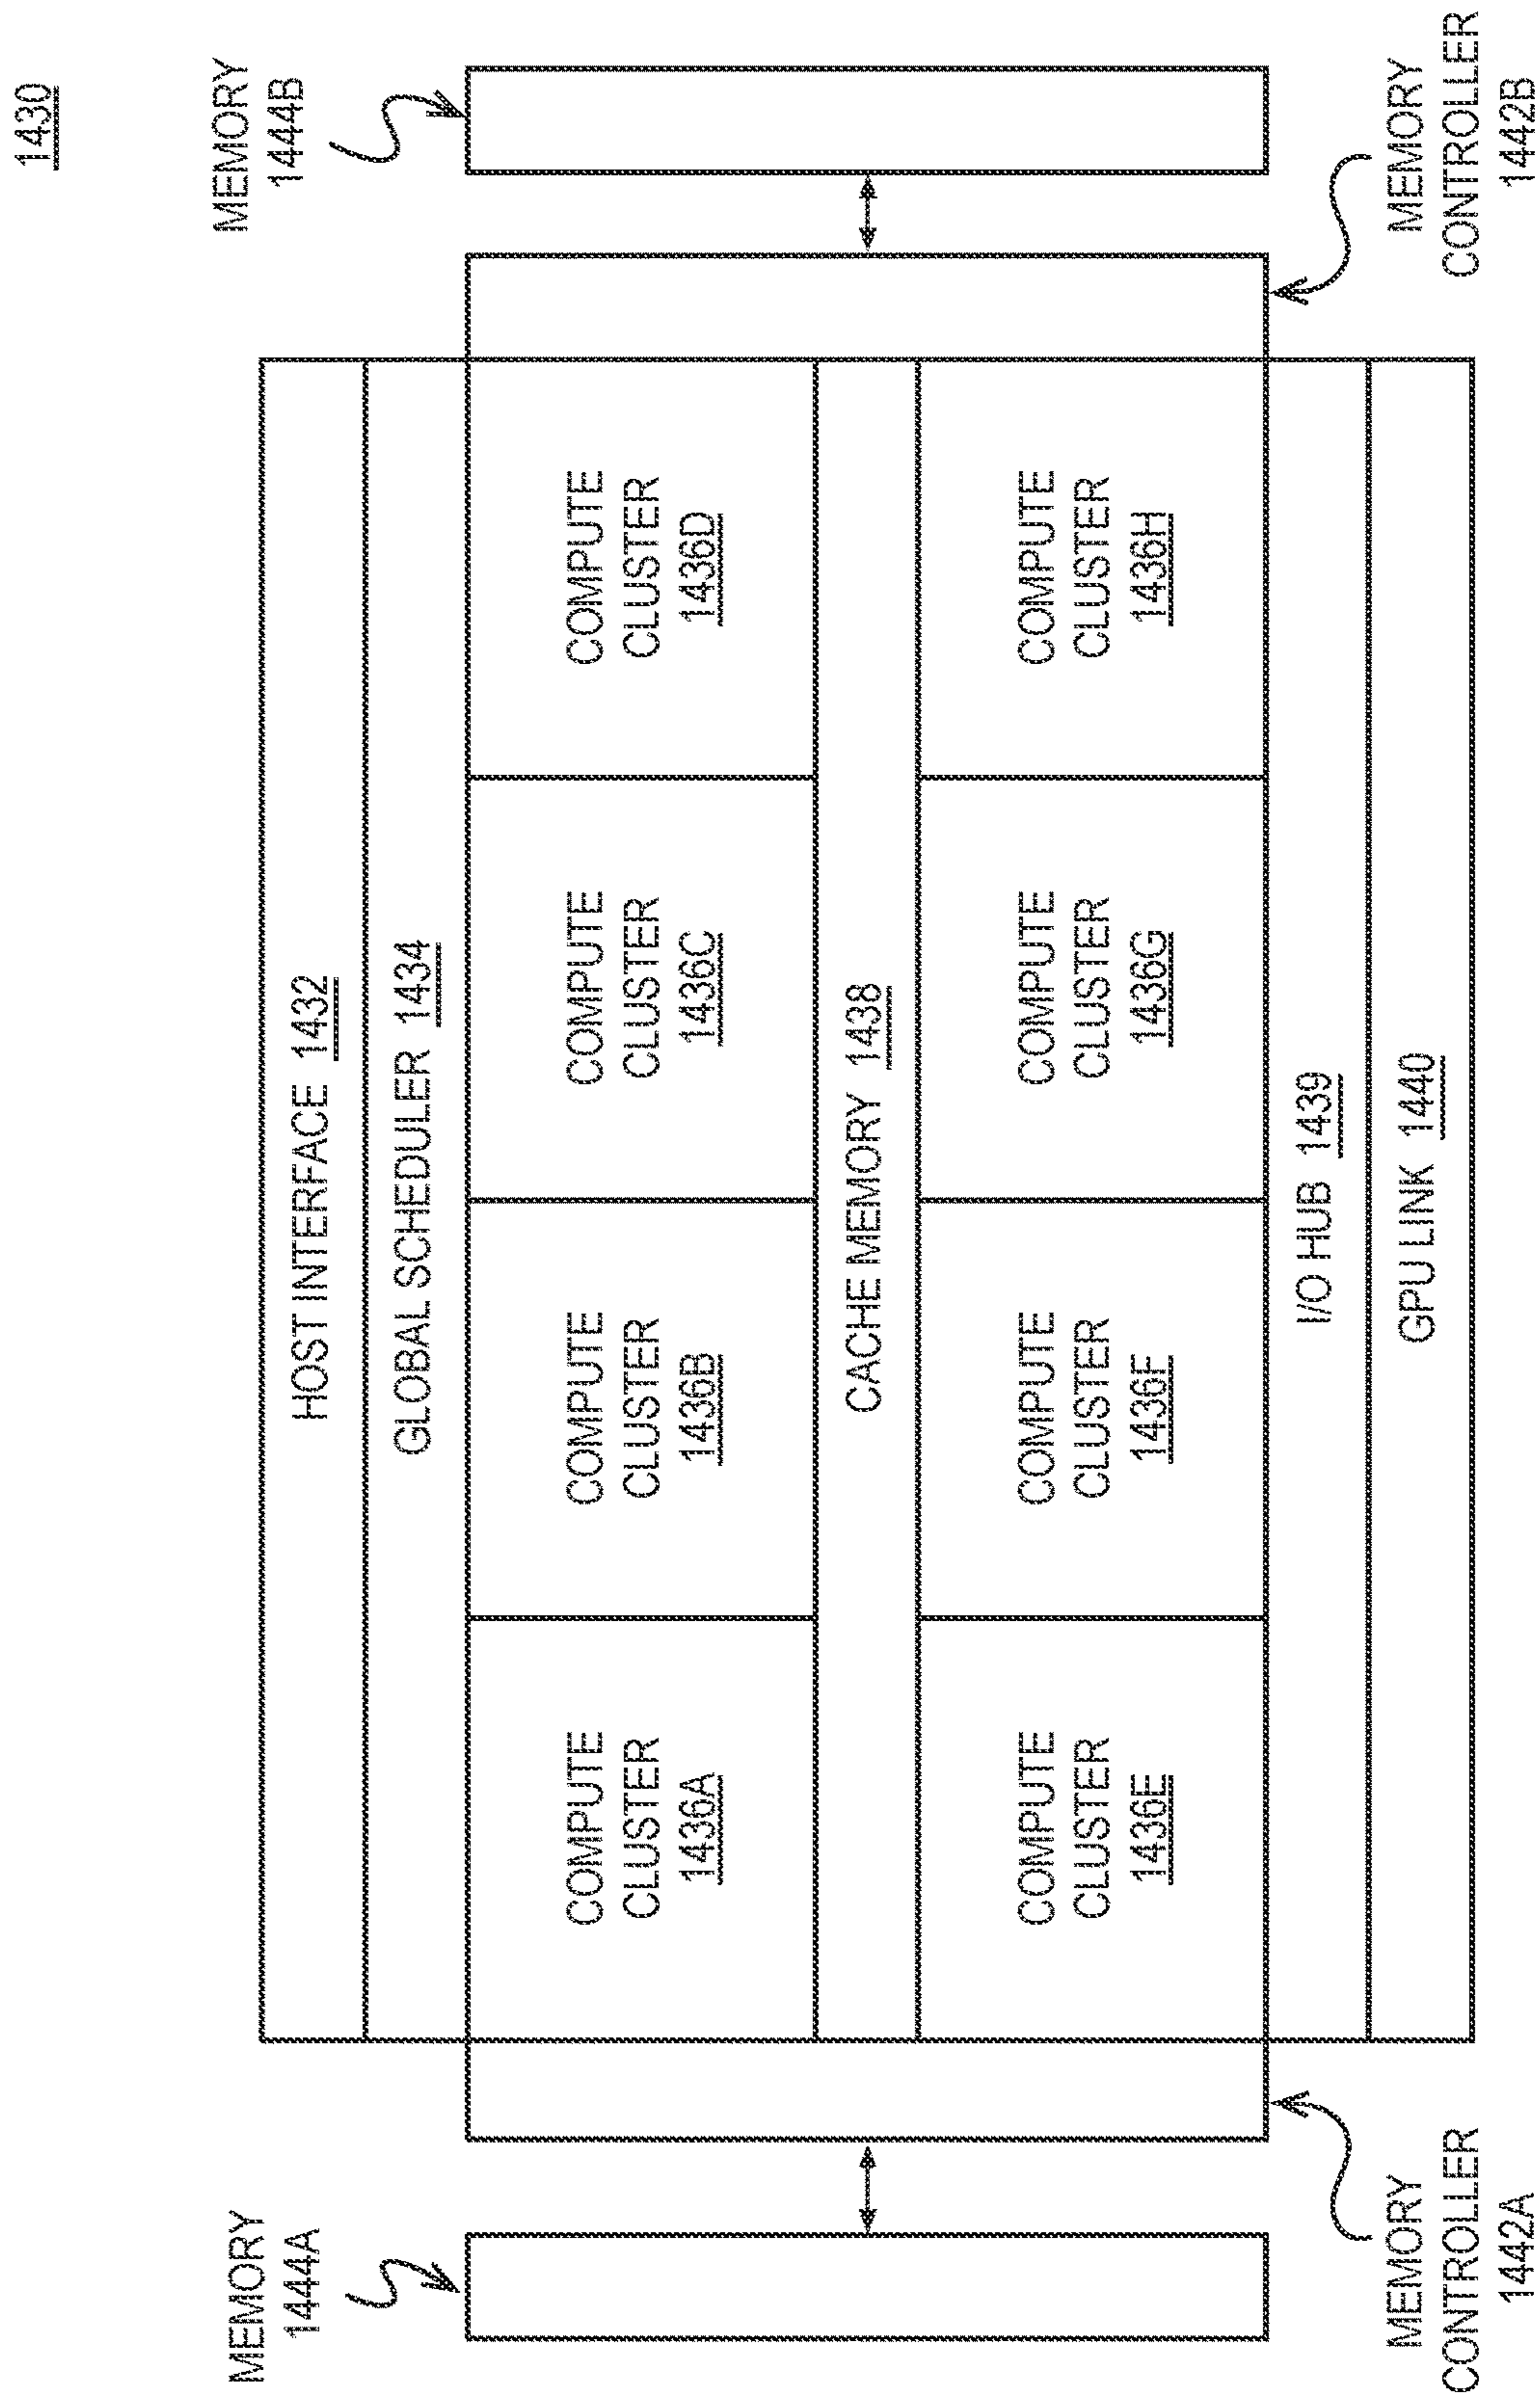 1430
MEMORY
1444A
MEMORY
1444B
HOST INTERFACE 1432
GLOBAL SCHEDULER 1434
COMPUTE
CLUSTER
1436A
COMPUTE
CLUSTER
1436B
COMPUTE
CLUSTER
1436C
COMPUTE
CLUSTER
1436D
CACHE MEMORY 1438
COMPUTE
CLUSTER
1436E
COMPUTE
CLUSTER
1436F
COMPUTE
CLUSTER
1436G
COMPUTE
CLUSTER
1436H
I/O HUB 1439
GPU LINK 1440
MEMORY
CONTROLLER
1442A
MEMORY
CONTROLLER
1442B